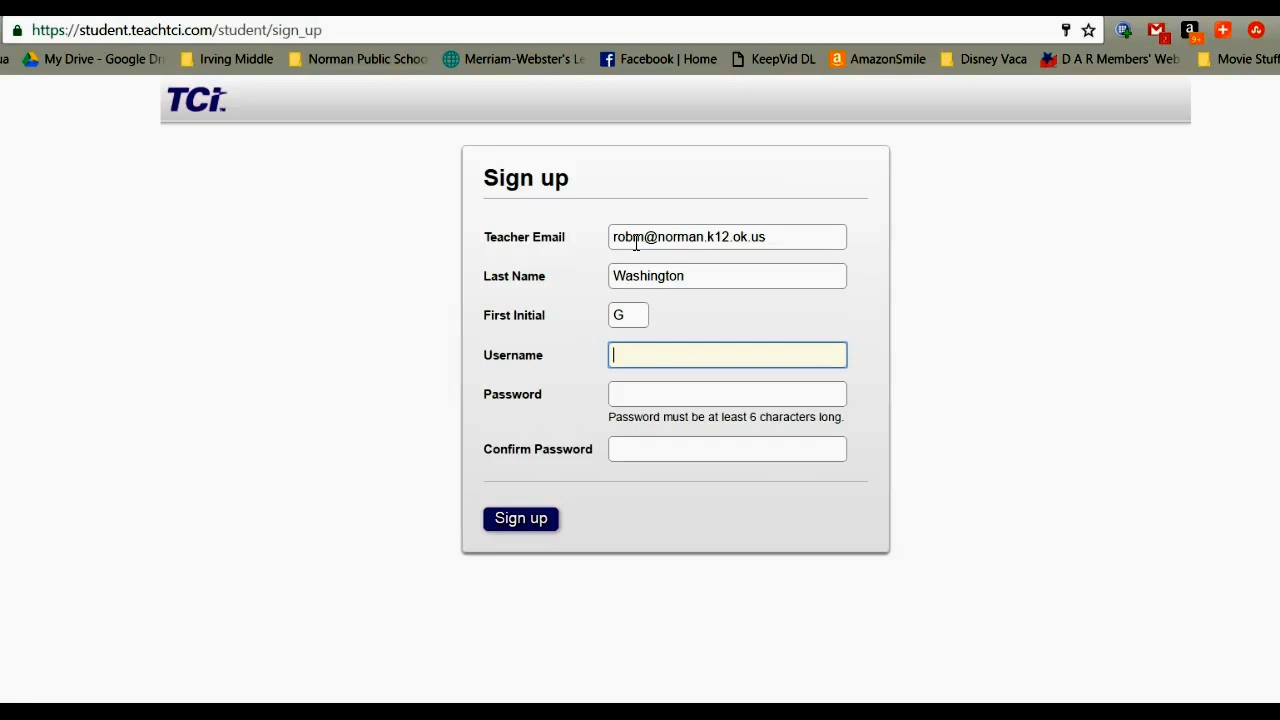 https://student.teachtci.com/student/sign_up
2 9+
My Drive - Google Dri Irving Middle Norman Public Schoo Merriam-Webster's Le Facebook | Home KeepVid DL AmazonSmile Disney Vaca D A R Members' Web Movie Stuff
TCi
Sign up
Teacher Email robm@norman.k12.ok.us
Last Name Washington
First Initial G
Username
Password
Password must be at least 6 characters long.
Confirm Password
Sign up